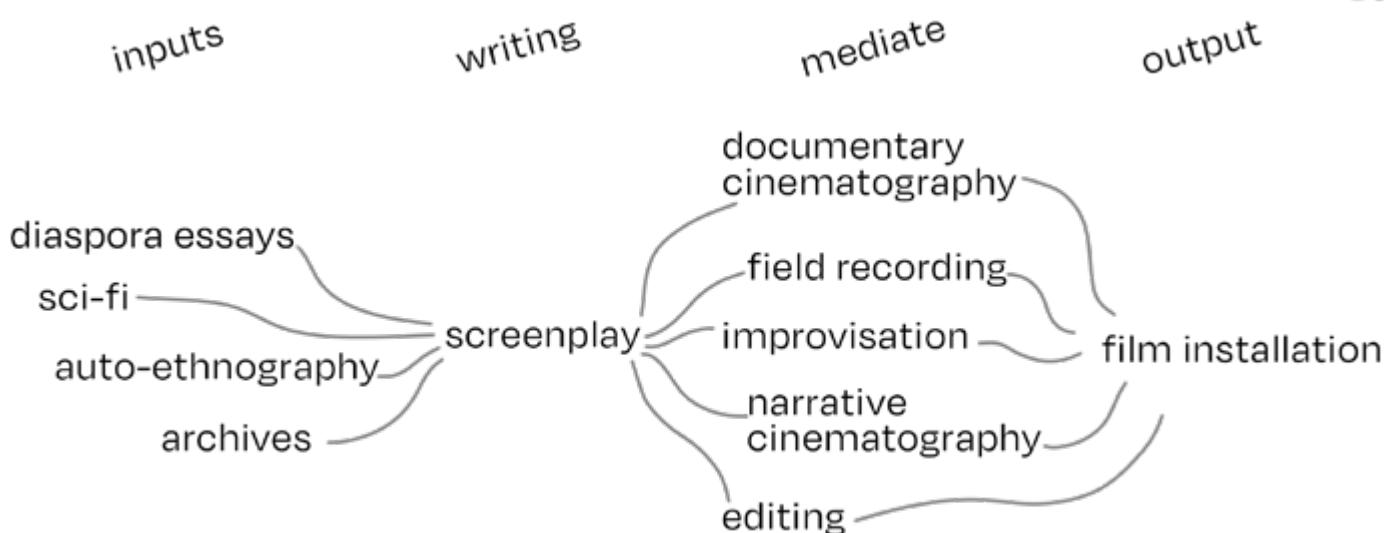 inputs
writing
mediate
output
diaspora essays
sci-fi
auto-ethnography
archives
screenplay
documentary
cinematography
field recording
improvisation
narrative
cinematography
editing
film installation